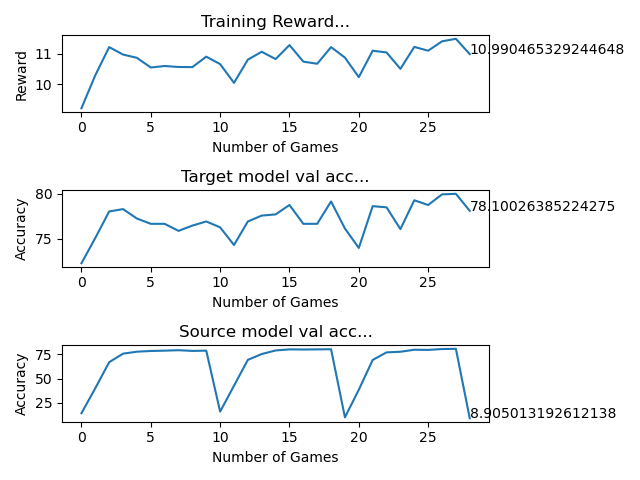 Training Reward...
Reward
11
10
10.990465329244648
0 5 10 15 20 25
Number of Games
Target model val acc...
Accuracy
80
75
78.10026385224275
0 5 10 15 20 25
Number of Games
Source model val acc...
Accuracy
75
50
25
8.905013192612138
0 5 10 15 20 25
Number of Games